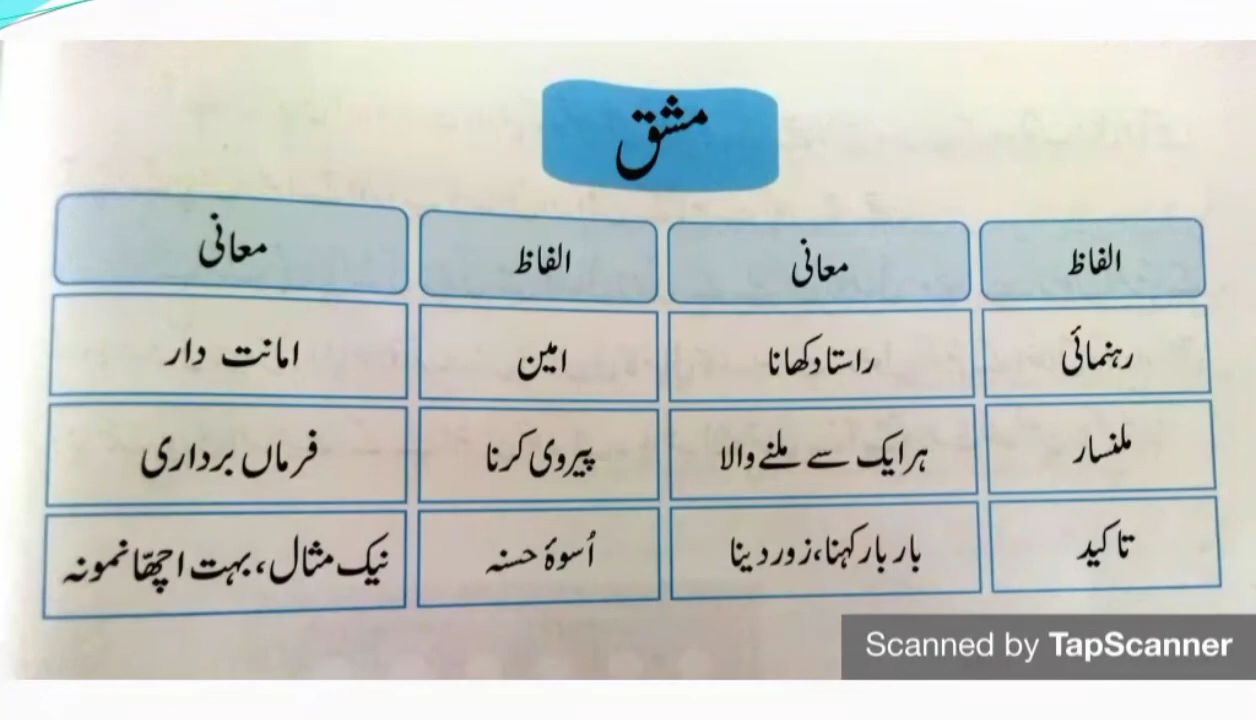 مشق
الفاظ معانی الفاظ معانی
رہنمائی راستا دکھانا امین امانت دار
ملنسار ہر ایک سے ملنے والا پیروی کرنا فرماں برداری
تاکید بار بار کہنا، زور دینا اُسوۂ حسنہ نیک مثال، بہت اچھّا نمونہ
Scanned by TapScanner